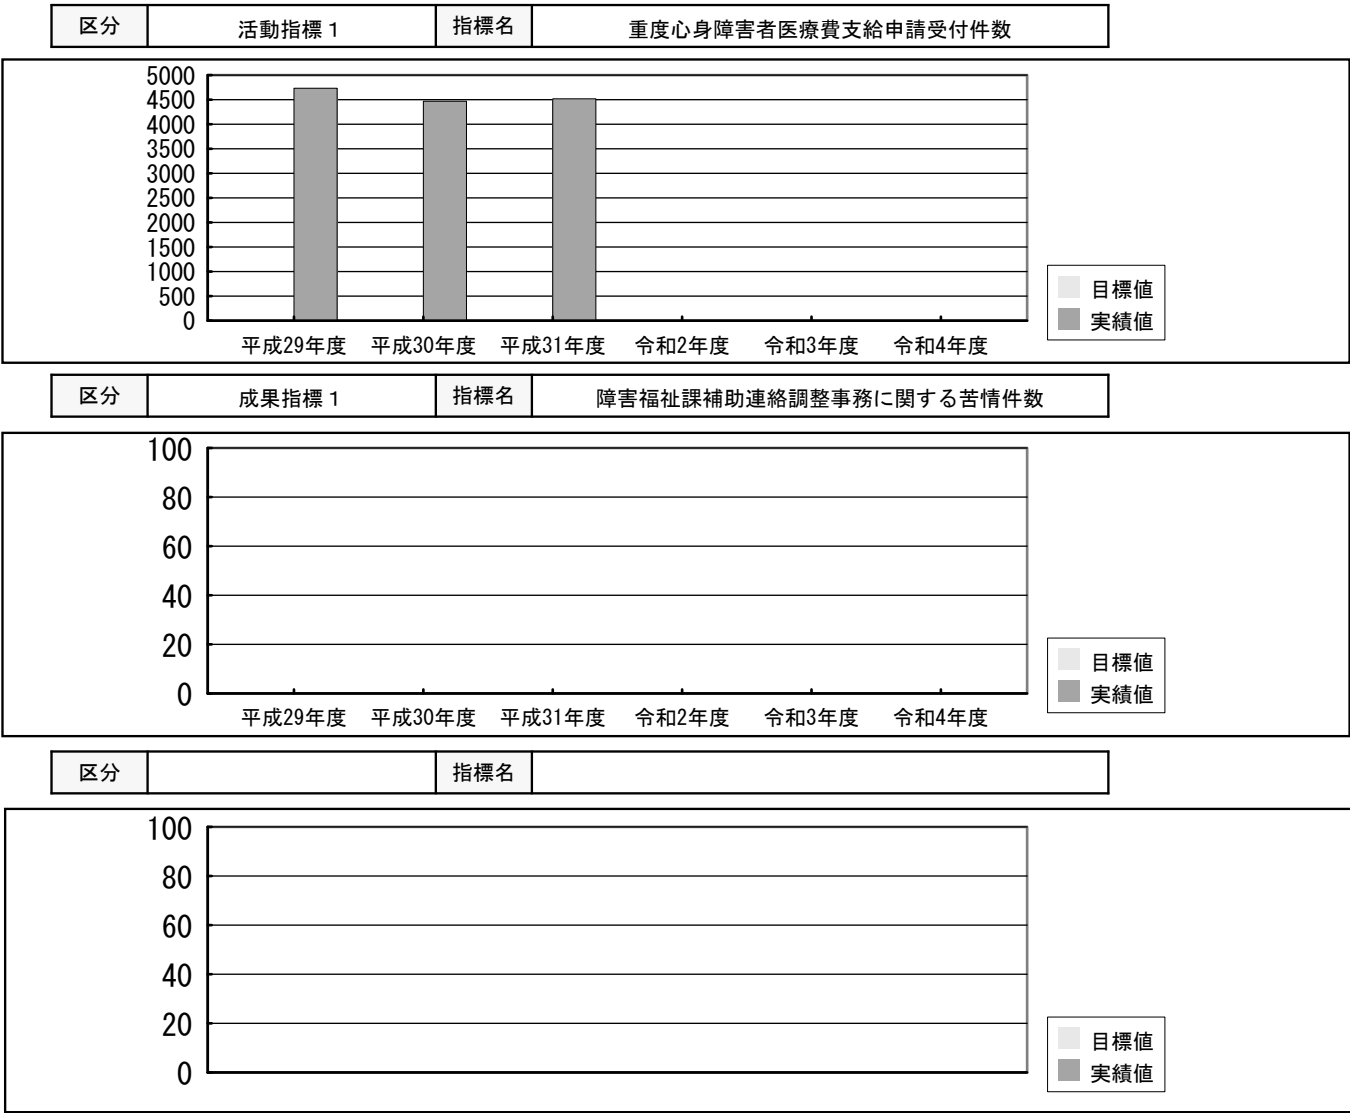 区分 活動指標１ 指標名 重度心身障害者医療費支給申請受付件数
5000
4500
4000
3500
3000
2500
2000
1500
1000
500
0
平成29年度 平成30年度 平成31年度 令和2年度 令和3年度 令和4年度
目標値
実績値
区分 成果指標１ 指標名 障害福祉課補助連絡調整事務に関する苦情件数
100
80
60
40
20
0
平成29年度 平成30年度 平成31年度 令和2年度 令和3年度 令和4年度
目標値
実績値
区分 指標名
100
80
60
40
20
0
目標値
実績値